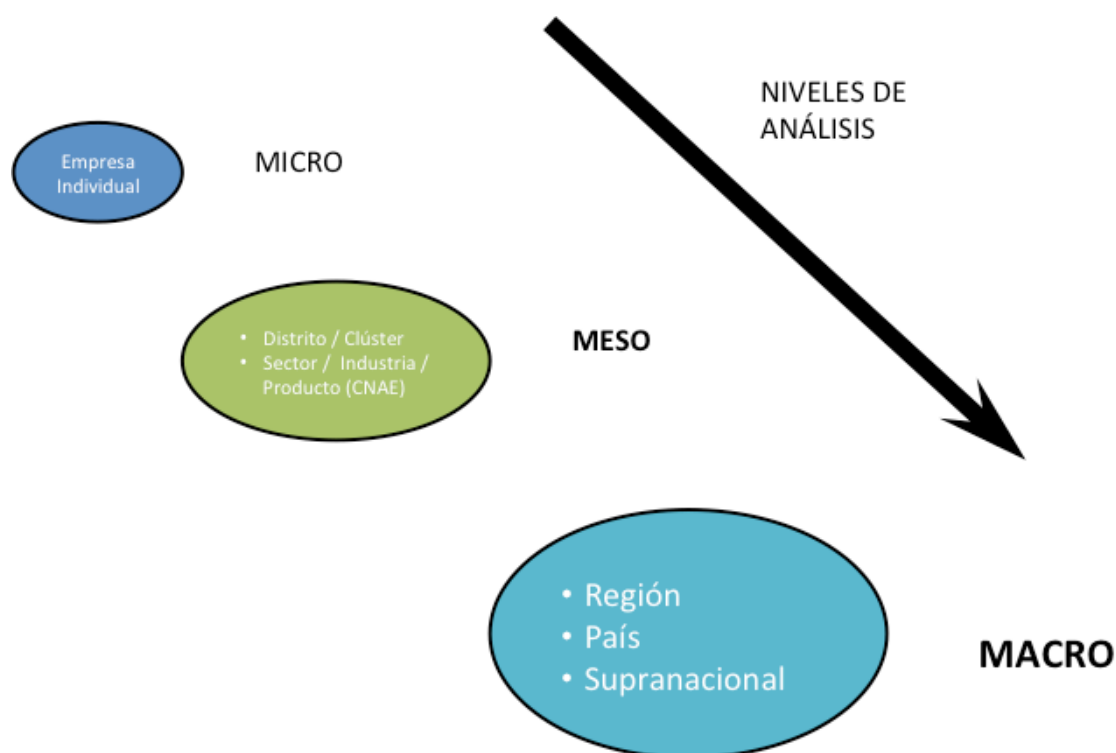 NIVELES DE
ANÁLISIS
Empresa
Individual
MICRO
• Distrito / Clúster
• Sector / Industria /
Producto (CNAE)
MESO
• Región
• País
• Supranacional
MACRO